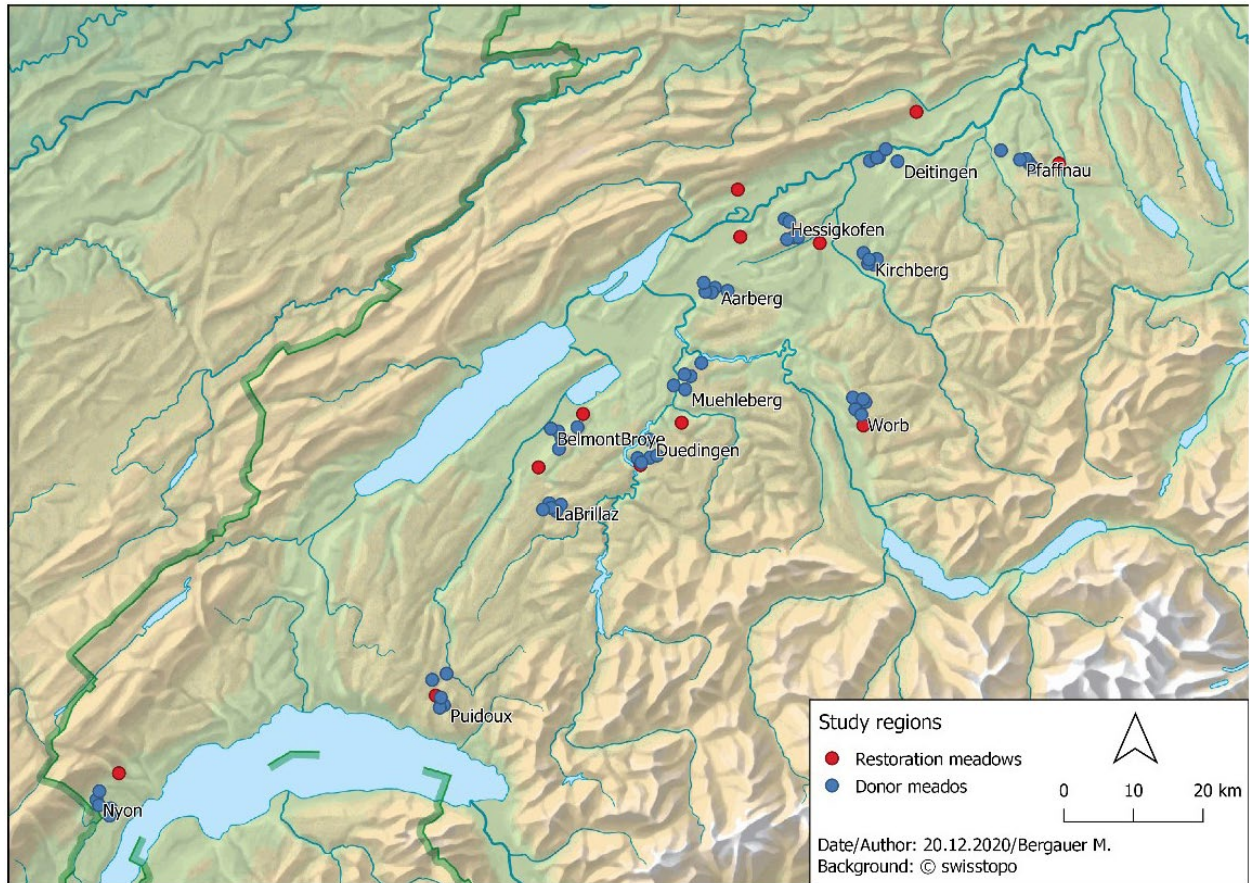 Deitingen
Pfaffnau
Hessigkofen
Kirchberg
Aarberg
Muehleberg
Worb
BelmontBroye
Duedingen
LaBrillaz
Puidoux
Nyon
Study regions
Restoration meadows
Donor meados
0 10 20 km
Date/Author: 20.12.2020/Bergauer M.
Background: © swisstopo